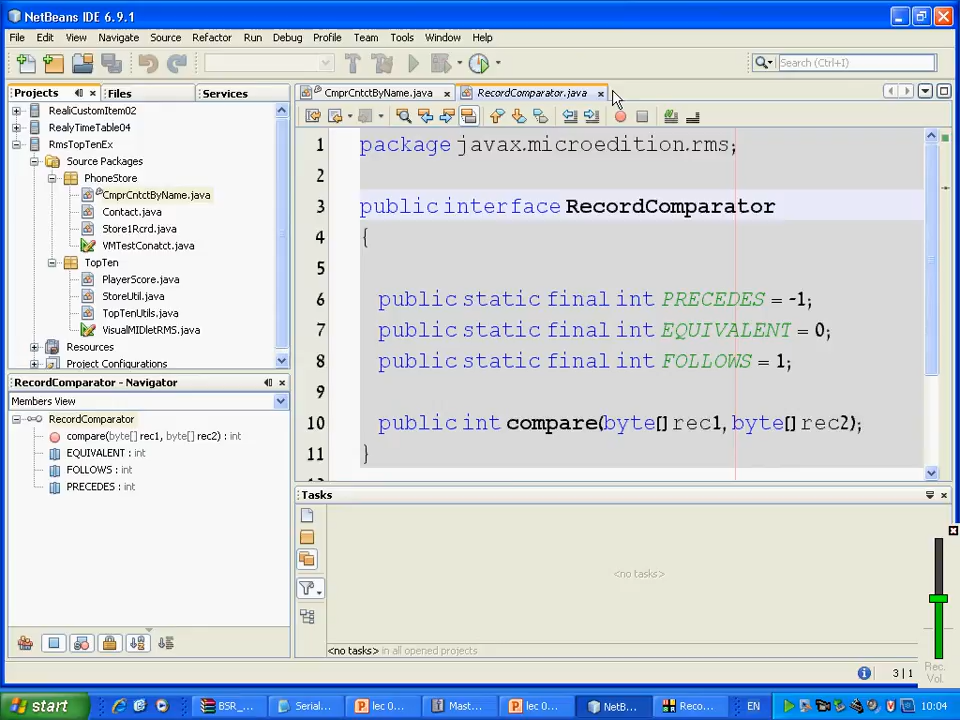 NetBeans IDE 6.9.1
File Edit View Navigate Source Refactor Run Debug Profile Team Tools Window Help
Search (Ctrl+I)
Projects Files Services
CmprCntctByName.java RecordComparator.java
RealiCustomItem02
RealyTimeTable04
RmsTopTenEx
Source Packages
PhoneStore
CmprCntctByName.java
Contact.java
Store1Rcrd.java
VMTestConatct.java
TopTen
PlayerScore.java
StoreUtil.java
TopTenUtils.java
VisualMIDletRMS.java
Resources
Project Configurations
1 package javax.microedition.rms;
2
3 public interface RecordComparator
4 {
5
6 public static final int PRECEDES = -1;
7 public static final int EQUIVALENT = 0;
8 public static final int FOLLOWS = 1;
9
10 public int compare(byte[] rec1, byte[] rec2);
11 }
RecordComparator - Navigator
Members View
RecordComparator
compare(byte[] rec1, byte[] rec2) : int
EQUIVALENT : int
FOLLOWS : int
PRECEDES : int
Tasks
<no tasks>
<no tasks> in all opened projects
3|1
Rec.
Vol.
start BSR_... Serial... lec 0... Mast... lec 0... NetB... Reco... EN 10:04